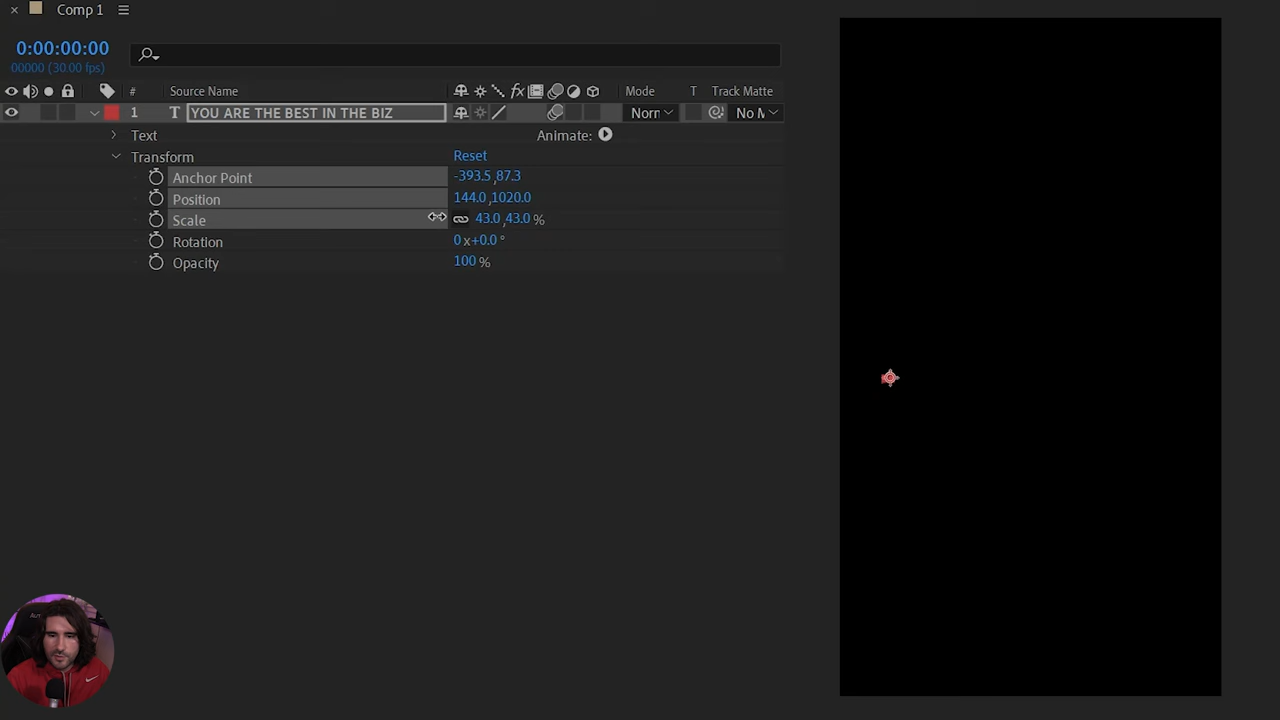 × Comp 1
0:00:00:00
00000 (30.00 fps)
# Source Name Mode T Track Matte
1 T YOU ARE THE BEST IN THE BIZ Norn No M
Text Animate:
Transform Reset
Anchor Point -393.5,87.3
Position 144.0,1020.0
Scale 43.0,43.0 %
Rotation 0 x+0.0 °
Opacity 100 %